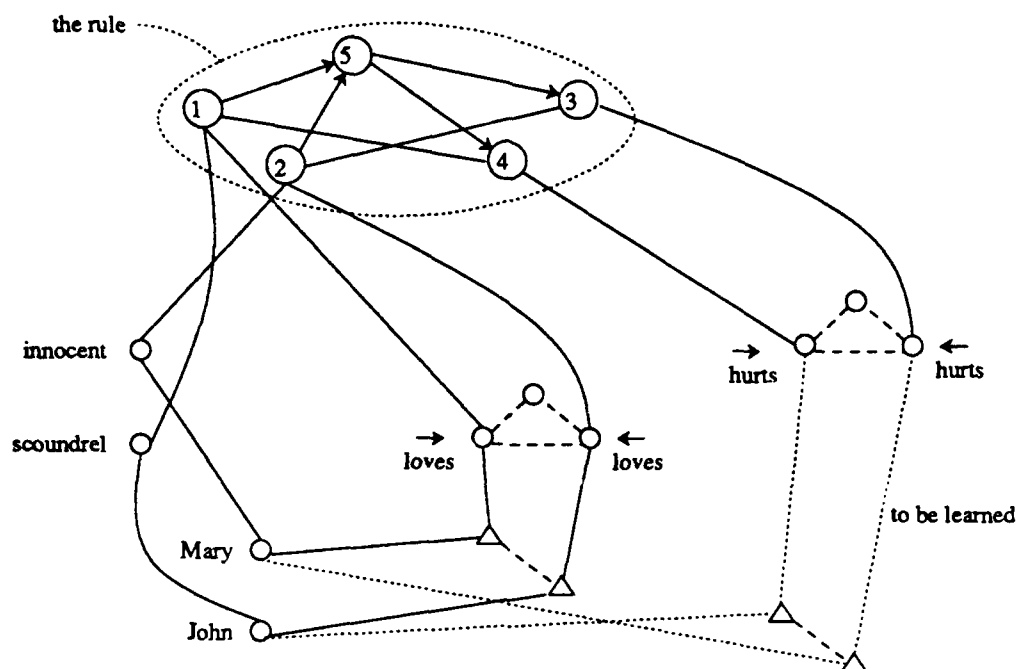 the rule
5
1
3
2
4
innocent
→ hurts
← hurts
scoundrel
→ loves
← loves
to be learned
Mary
John